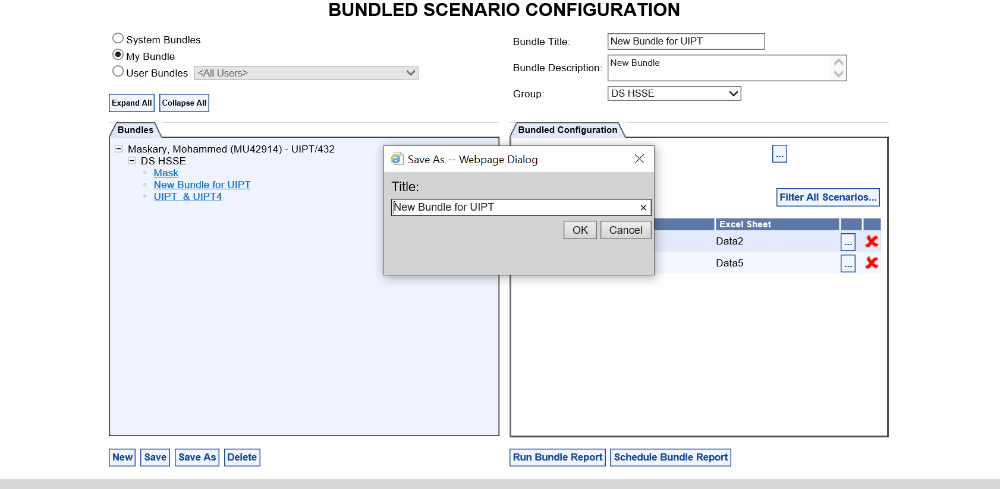 BUNDLED SCENARIO CONFIGURATION
System Bundles
My Bundle
User Bundles
<All Users>
Expand All
Collapse All
Bundle Title:
New Bundle for UIPT
Bundle Description:
New Bundle
Group:
DS HSSE
Bundles
Maskary, Mohammed (MU42914) - UIPT/432
DS HSSE
Mask
New Bundle for UIPT
UIPT_& UIPT4
Bundled Configuration
...
Filter All Scenarios...
Excel Sheet
Data2
...
Data5
...
Save As -- Webpage Dialog
Title:
New Bundle for UIPT
OK
Cancel
New
Save
Save As
Delete
Run Bundle Report
Schedule Bundle Report